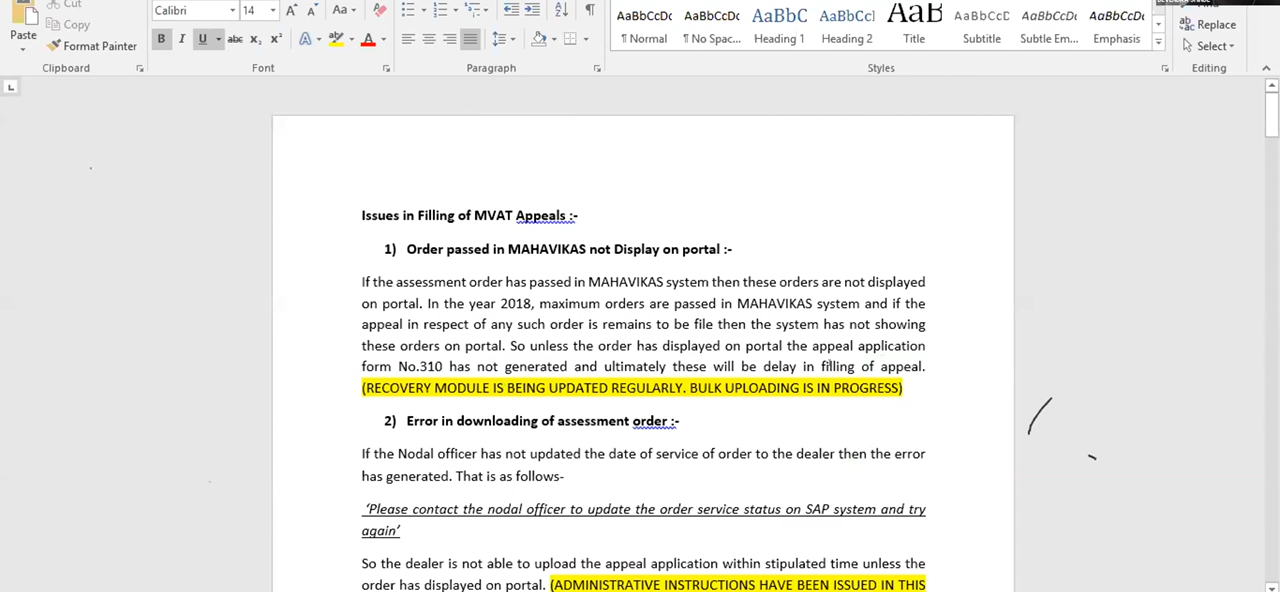 Cut
Calibri
14
Aa
AaBbCcDc AaBbCcDc AaBbC AaBbCcl AaB AaBbCcD AaBbCcDc AaBbCcDc
Replace
Paste
Copy
Format Painter
B I U abc x₂ x² A ab A
¶ Normal ¶ No Spac... Heading 1 Heading 2 Title Subtitle Subtle Em... Emphasis
Select
Clipboard Font Paragraph Styles Editing
Issues in Filling of MVAT Appeals :-
1) Order passed in MAHAVIKAS not Display on portal :-
If the assessment order has passed in MAHAVIKAS system then these orders are not displayed
on portal. In the year 2018, maximum orders are passed in MAHAVIKAS system and if the
appeal in respect of any such order is remains to be file then the system has not showing
these orders on portal. So unless the order has displayed on portal the appeal application
form No.310 has not generated and ultimately these will be delay in filling of appeal.
(RECOVERY MODULE IS BEING UPDATED REGULARLY. BULK UPLOADING IS IN PROGRESS)
2) Error in downloading of assessment order :-
If the Nodal officer has not updated the date of service of order to the dealer then the error
has generated. That is as follows-
‘Please contact the nodal officer to update the order service status on SAP system and try
again’
So the dealer is not able to upload the appeal application within stipulated time unless the
order has displayed on portal. (ADMINISTRATIVE INSTRUCTIONS HAVE BEEN ISSUED IN THIS